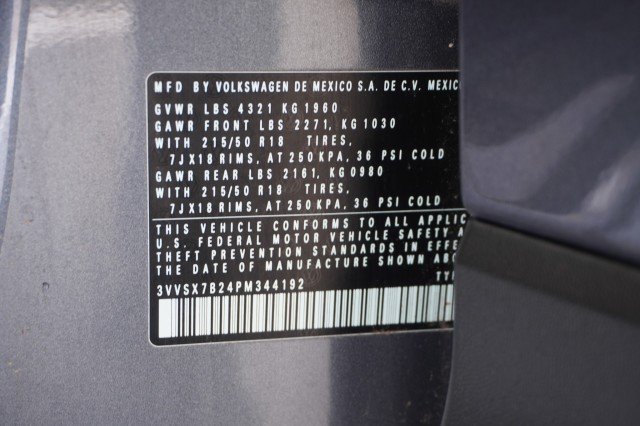 MFD BY VOLKSWAGEN DE MEXICO S.A. DE C.V. MEXIC
GVWR LBS 4321 KG 1960
GAWR FRONT LBS 2271, KG 1030
WITH 215/50 R18 TIRES,
7JX18 RIMS, AT 250 KPA, 36 PSI COLD
GAWR REAR LBS 2161, KG 0980
WITH 215/50 R18 TIRES,
7JX18 RIMS, AT 250 KPA, 36 PSI COLD
THIS VEHICLE CONFORMS TO ALL APPLIC
U.S. FEDERAL MOTOR VEHICLE SAFETY A
THEFT PREVENTION STANDARDS IN EFFE
THE DATE OF MANUFACTURE SHOWN ABO
3VVSX7B24PM344192 TYP